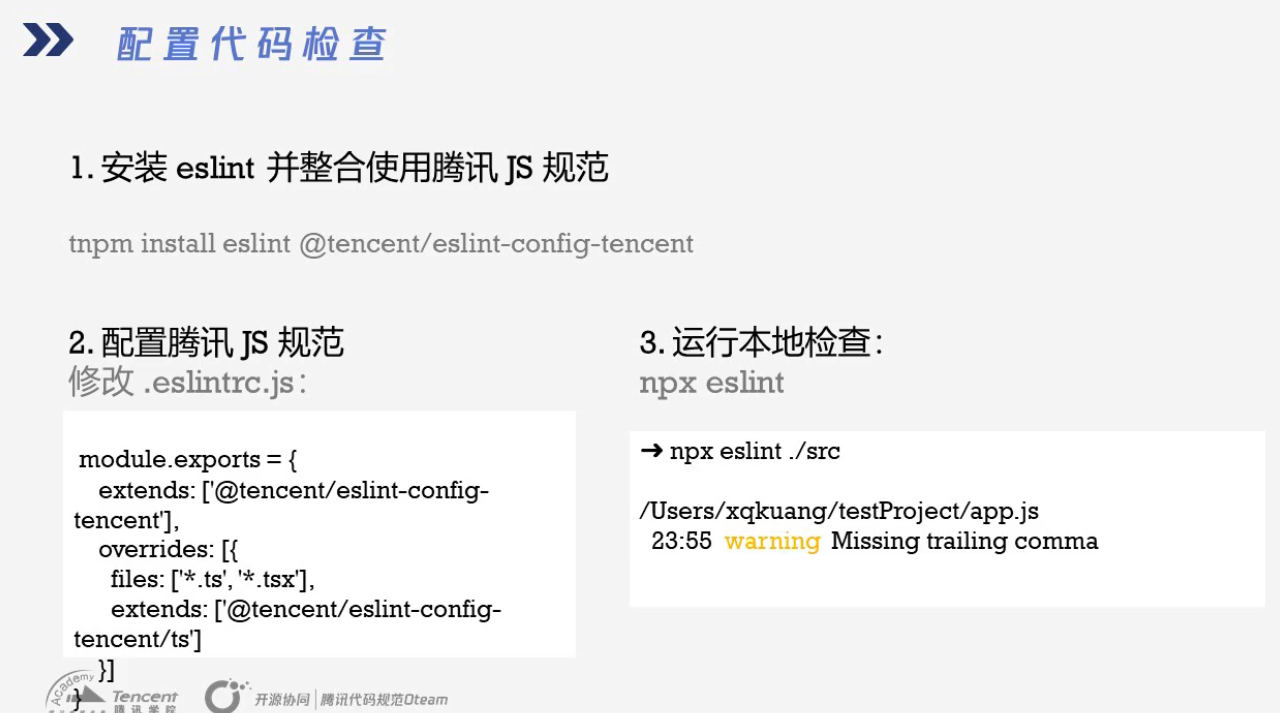 配置代码检查
1. 安装 eslint 并整合使用腾讯 JS 规范
tnpm install eslint @tencent/eslint-config-tencent
2. 配置腾讯 JS 规范
修改 .eslintrc.js：
module.exports = {
extends: ['@tencent/eslint-config-
tencent'],
overrides: [{
files: ['*.ts', '*.tsx'],
extends: ['@tencent/eslint-config-
tencent/ts']
}]
}
3. 运行本地检查：
npx eslint
➜ npx eslint ./src
/Users/xqkuang/testProject/app.js
23:55 warning Missing trailing comma
Academy
Tencent
腾讯学院
开源协同 | 腾讯代码规范Oteam